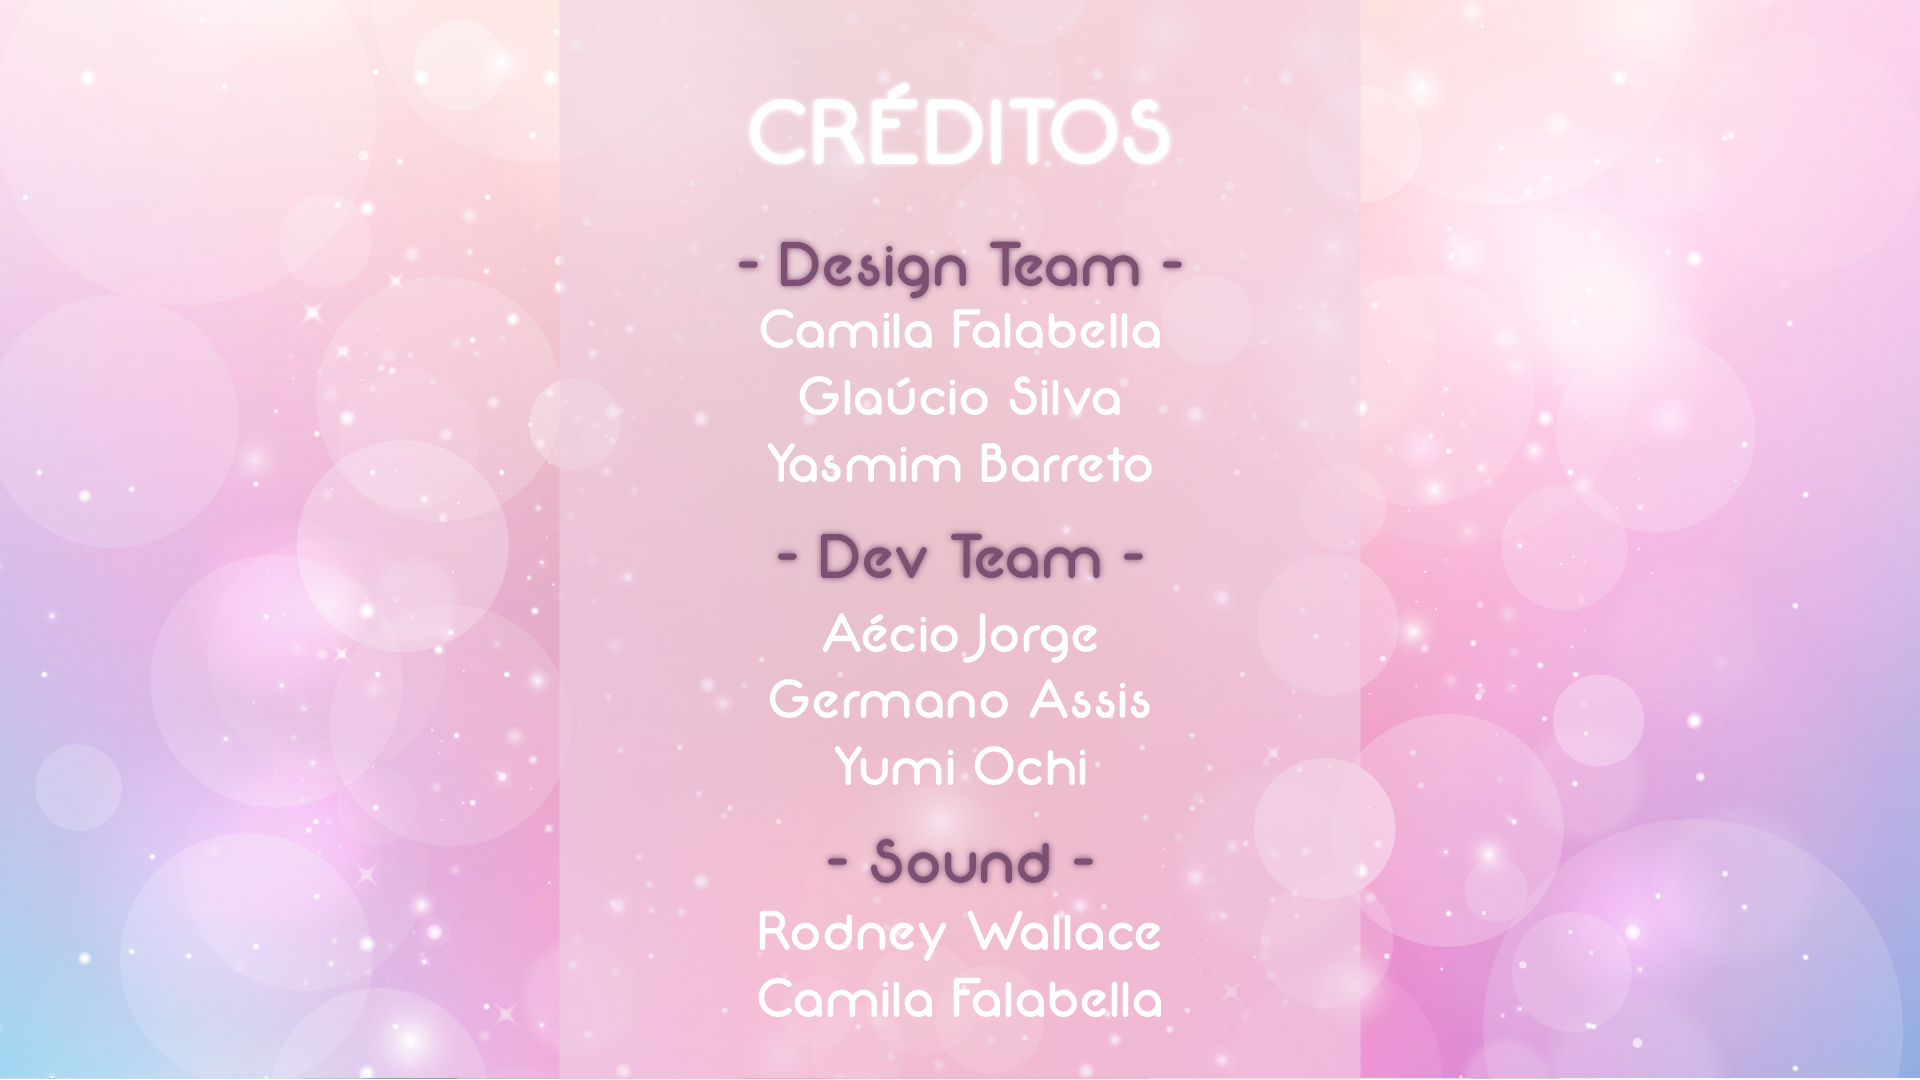 CRÉDITOS
- Design Team -
Camila Falabella
Glaúcio Silva
Yasmim Barreto
- Dev Team -
Aécio Jorge
Germano Assis
Yumi Ochi
- Sound -
Rodney Wallace
Camila Falabella